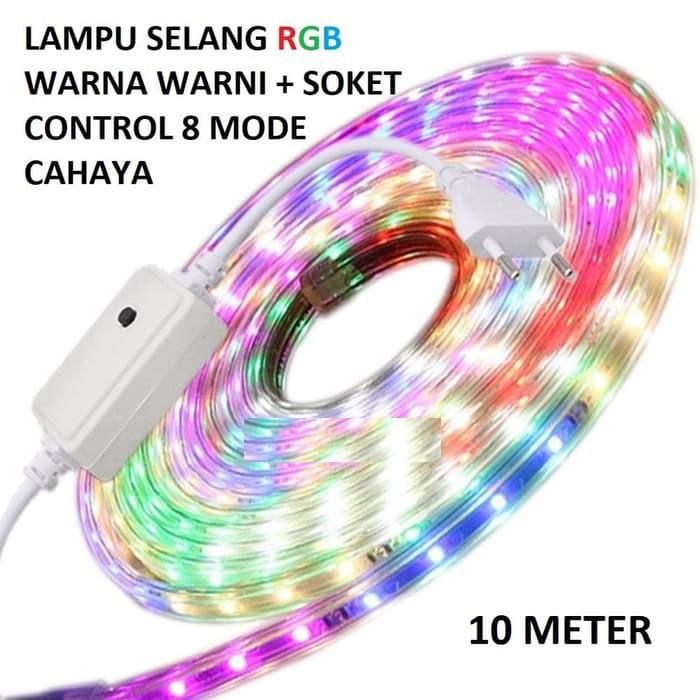 LAMPU SELANG RGB
WARNA WARNI + SOKET
CONTROL 8 MODE
CAHAYA
10 METER